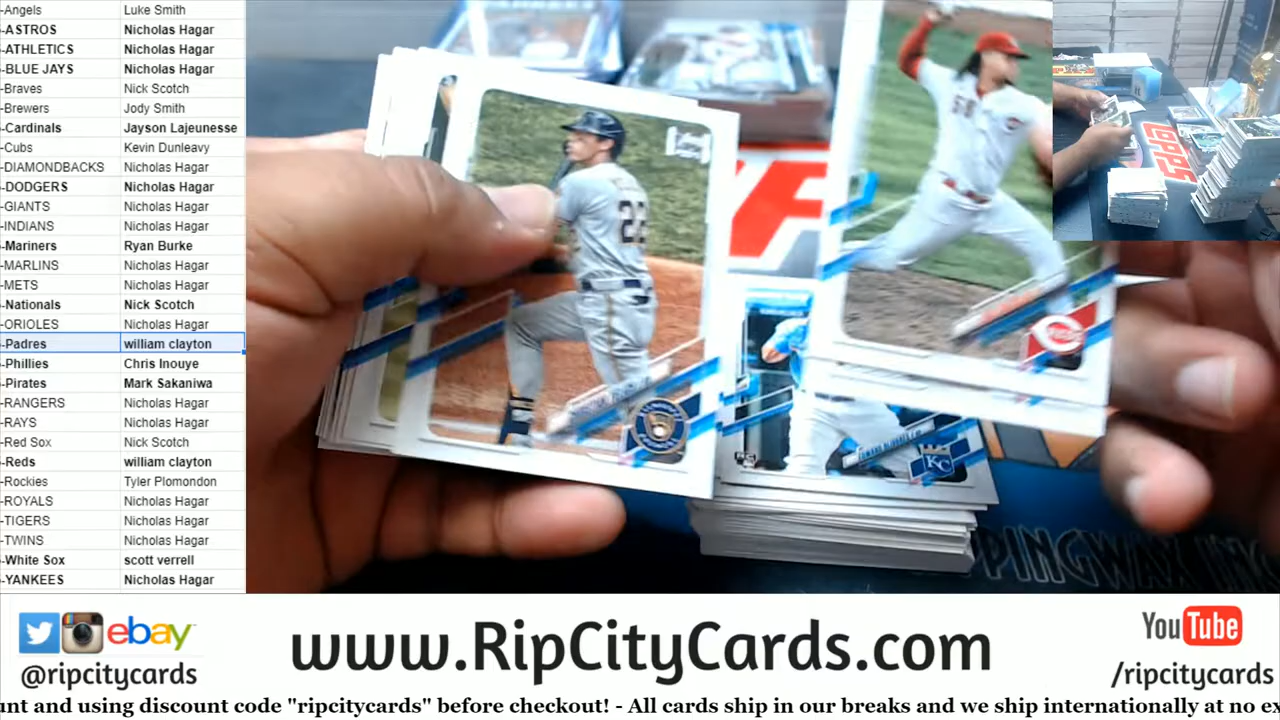 -Angels Luke Smith
-ASTROS Nicholas Hagar
-ATHLETICS Nicholas Hagar
-BLUE JAYS Nicholas Hagar
-Braves Nick Scotch
-Brewers Jody Smith
-Cardinals Jayson Lajeunesse
-Cubs Kevin Dunleavy
-DIAMONDBACKS Nicholas Hagar
-DODGERS Nicholas Hagar
-GIANTS Nicholas Hagar
-INDIANS Nicholas Hagar
-Mariners Ryan Burke
-MARLINS Nicholas Hagar
-METS Nicholas Hagar
-Nationals Nick Scotch
-ORIOLES Nicholas Hagar
-Padres william clayton
-Phillies Chris Inouye
-Pirates Mark Sakaniwa
-RANGERS Nicholas Hagar
-RAYS Nicholas Hagar
-Red Sox Nick Scotch
-Reds william clayton
-Rockies Tyler Plomondon
-ROYALS Nicholas Hagar
-TIGERS Nicholas Hagar
-TWINS Nicholas Hagar
-White Sox scott verrell
-YANKEES Nicholas Hagar
22
KC
TOPPS
ebay
@ripcitycards
www.RipCityCards.com
YouTube
/ripcitycards
unt and using discount code "ripcitycards" before checkout! - All cards ship in our breaks and we ship internationally at no ex